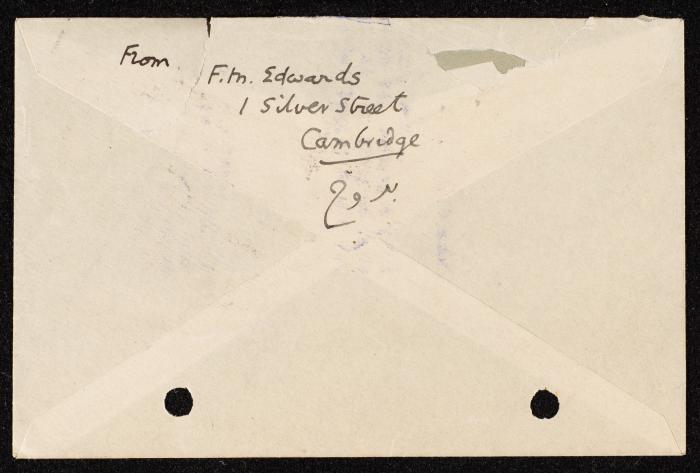 From
F.M. Edwards
1 Silver Street
Cambridge